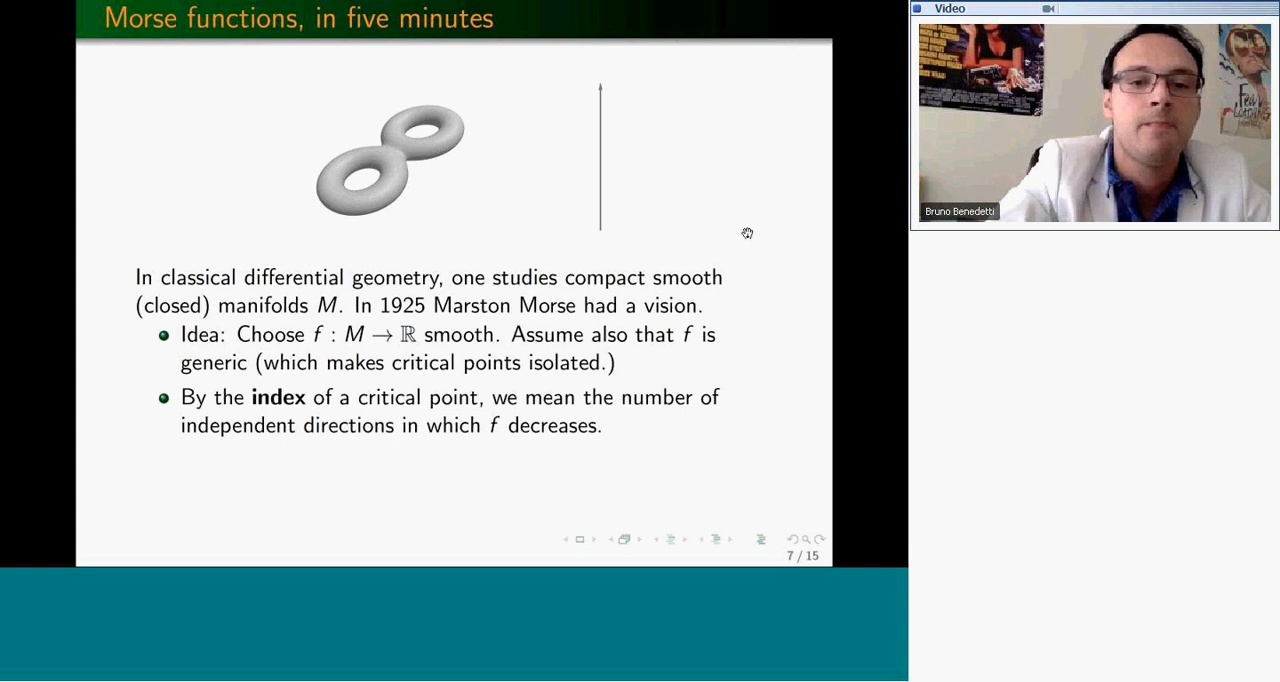 Morse functions, in five minutes
In classical differential geometry, one studies compact smooth
(closed) manifolds M. In 1925 Marston Morse had a vision.
Idea: Choose f : M → ℝ smooth. Assume also that f is
generic (which makes critical points isolated.)
By the index of a critical point, we mean the number of
independent directions in which f decreases.
7 / 15
Video
Fear
LOATHING
Bruno Benedetti